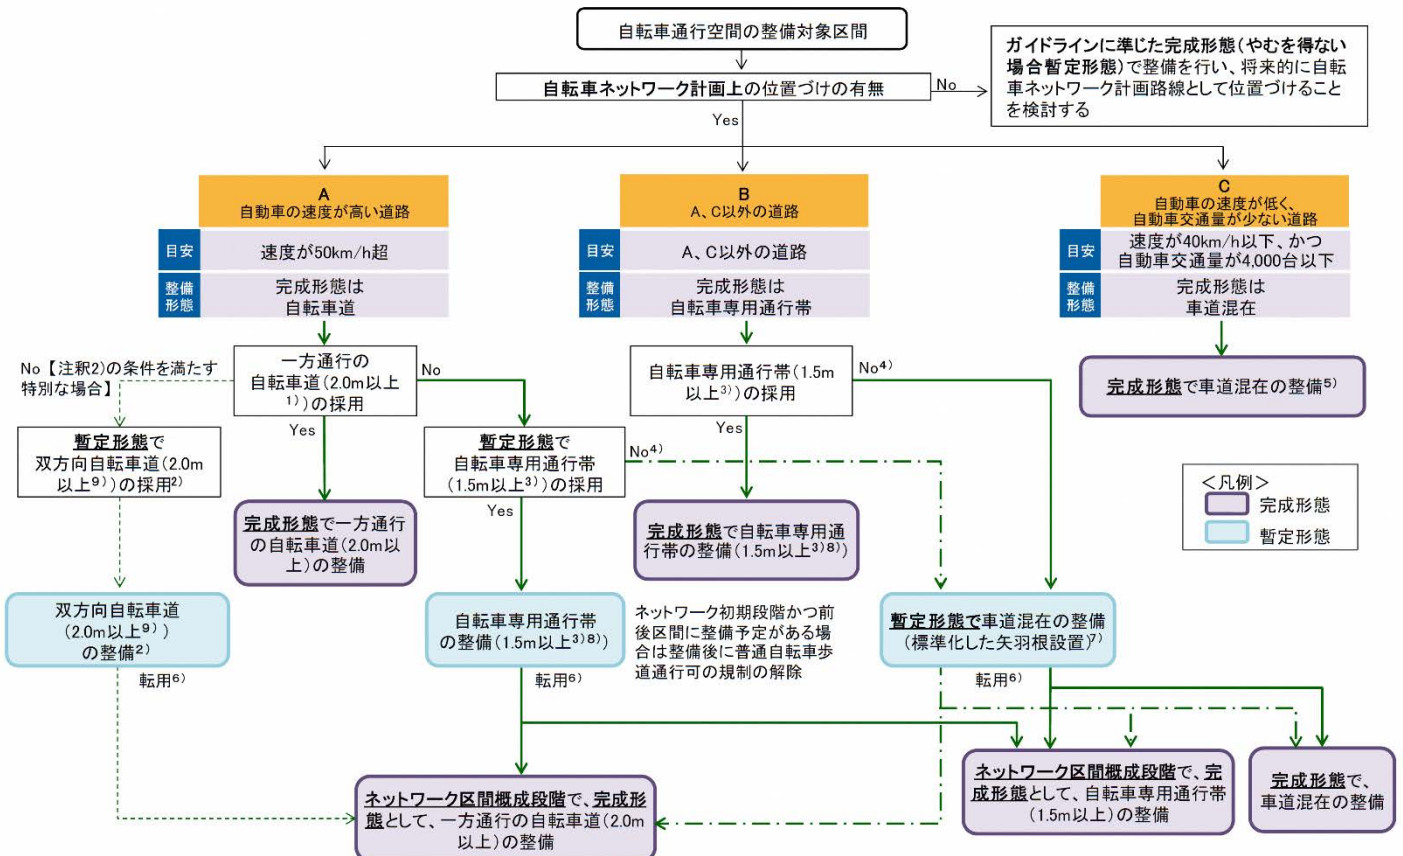 自転車通行空間の整備対象区間
自転車ネットワーク計画上の位置づけの有無
No
ガイドラインに準じた完成形態(やむを得ない
場合暫定形態)で整備を行い、将来的に自転
車ネットワーク計画路線として位置づけること
を検討する
Yes
A
自動車の速度が高い道路
目安
速度が50km/h超
整備
形態
完成形態は
自転車道
B
A、C以外の道路
目安
A、C以外の道路
整備
形態
完成形態は
自転車専用通行帯
C
自動車の速度が低く、
自動車交通量が少ない道路
目安
速度が40km/h以下、かつ
自動車交通量が4,000台以下
整備
形態
完成形態は
車道混在
No【注釈2)の条件を満たす
特別な場合】
一方通行の
自転車道(2.0m以上
1))の採用
No
Yes
自転車専用通行帯(1.5m
以上3))の採用
No4)
Yes
完成形態で車道混在の整備5)
暫定形態で
双方向自転車道(2.0m
以上9))の採用2)
暫定形態で
自転車専用通行帯
(1.5m以上3))の採用
No4)
Yes
完成形態で一方通行
の自転車道(2.0m以
上)の整備
完成形態で自転車専用通
行帯の整備(1.5m以上3)8))
<凡例>
完成形態
暫定形態
双方向自転車道
(2.0m以上9))
の整備2)
転用6)
自転車専用通行帯
の整備(1.5m以上3)8))
転用6)
ネットワーク初期段階かつ前
後区間に整備予定がある場
合は整備後に普通自転車歩
道通行可の規制の解除
暫定形態で車道混在の整備
(標準化した矢羽根設置)7)
転用6)
ネットワーク区間概成段階で、完成形
態として、一方通行の自転車道(2.0m
以上)の整備
ネットワーク区間概成段階で、完
成形態として、自転車専用通行帯
(1.5m以上)の整備
完成形態で、
車道混在の整備